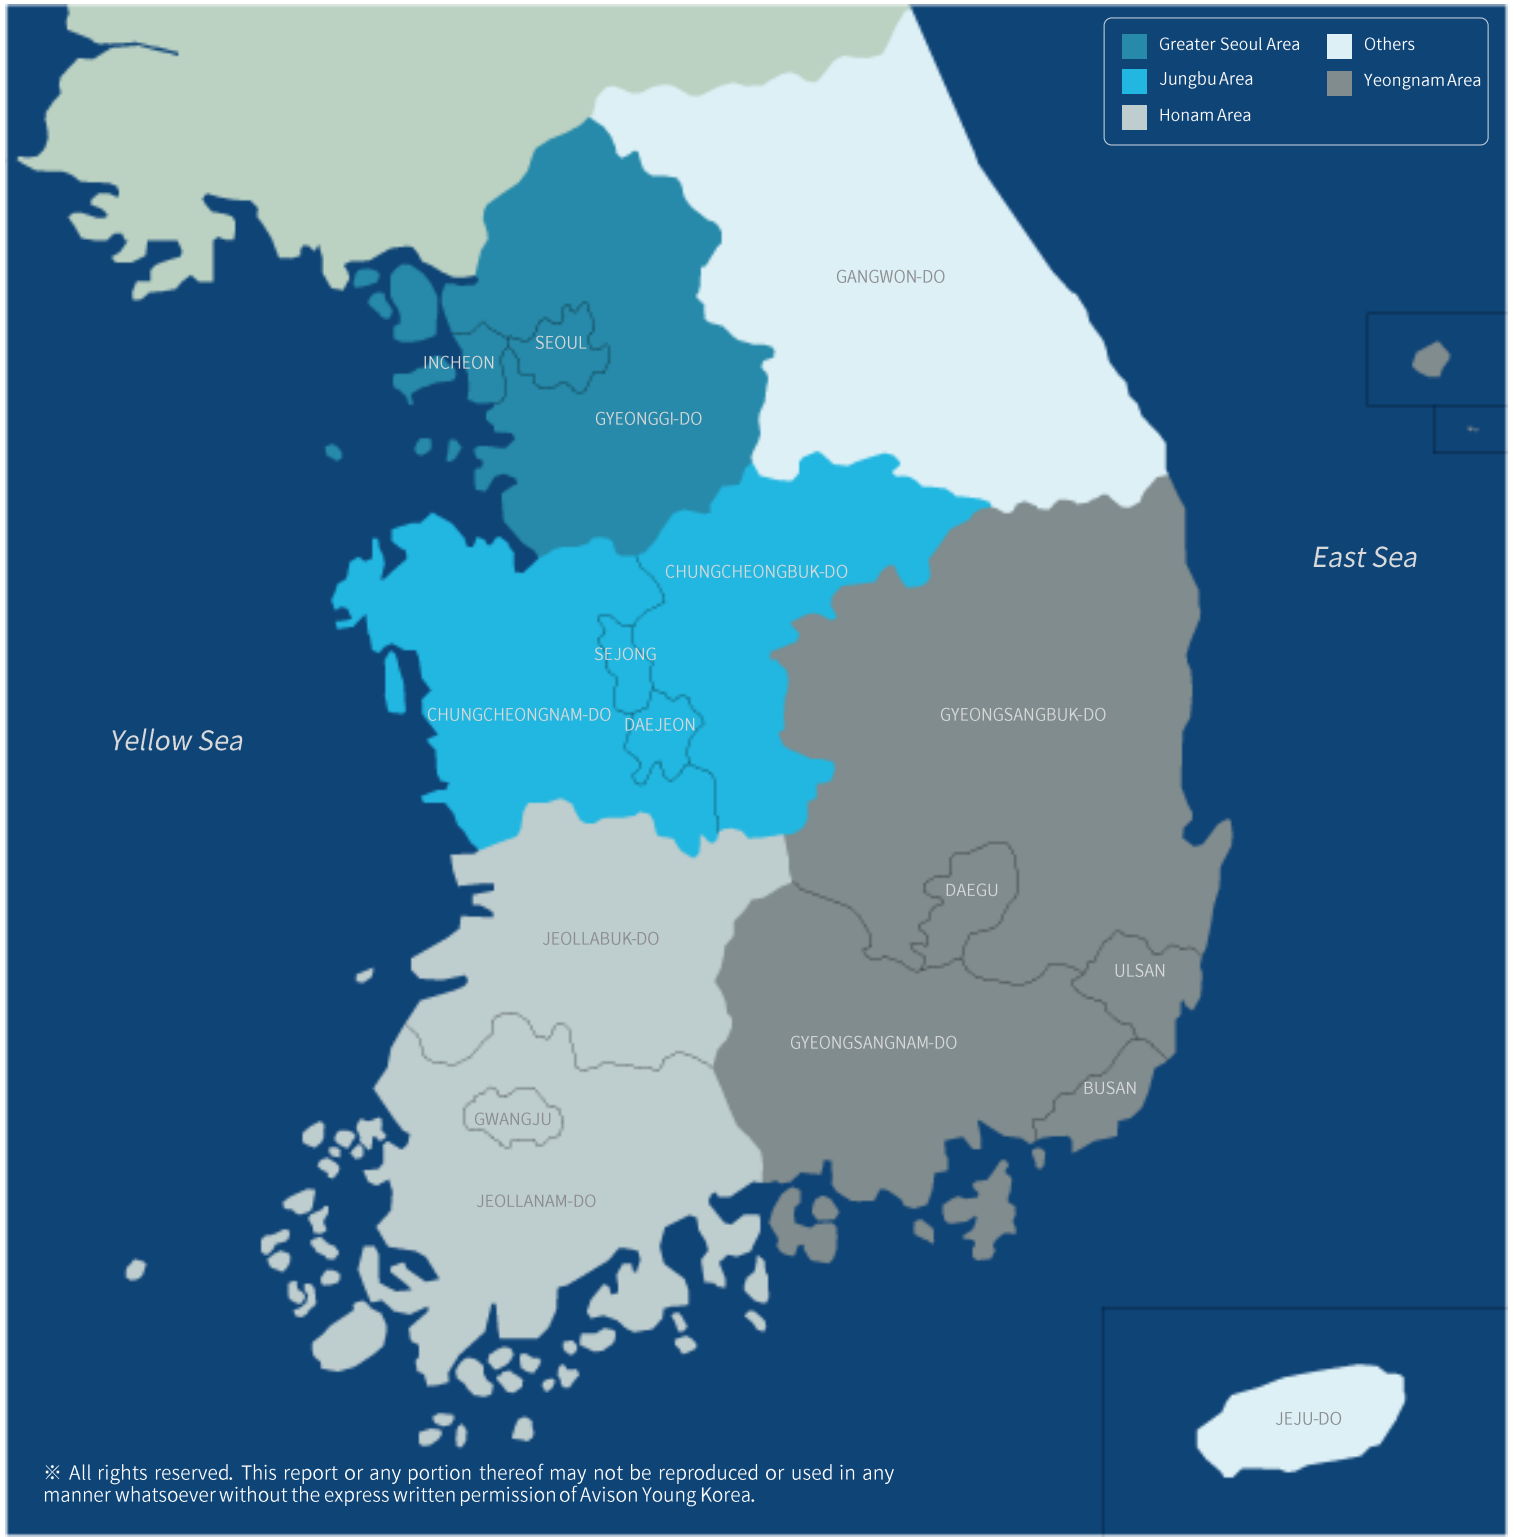 Greater Seoul Area
Others
Jungbu Area
Yeongnam Area
Honam Area
GANGWON-DO
SEOUL
INCHEON
GYEONGGI-DO
East Sea
CHUNGCHEONGBUK-DO
SEJONG
CHUNGCHEONGNAM-DO
DAEJEON
GYEONGSANGBUK-DO
Yellow Sea
DAEGU
JEOLLABUK-DO
ULSAN
GYEONGSANGNAM-DO
BUSAN
GWANGJU
JEOLLANAM-DO
JEJU-DO
※ All rights reserved. This report or any portion thereof may not be reproduced or used in any
manner whatsoever without the express written permission of Avison Young Korea.